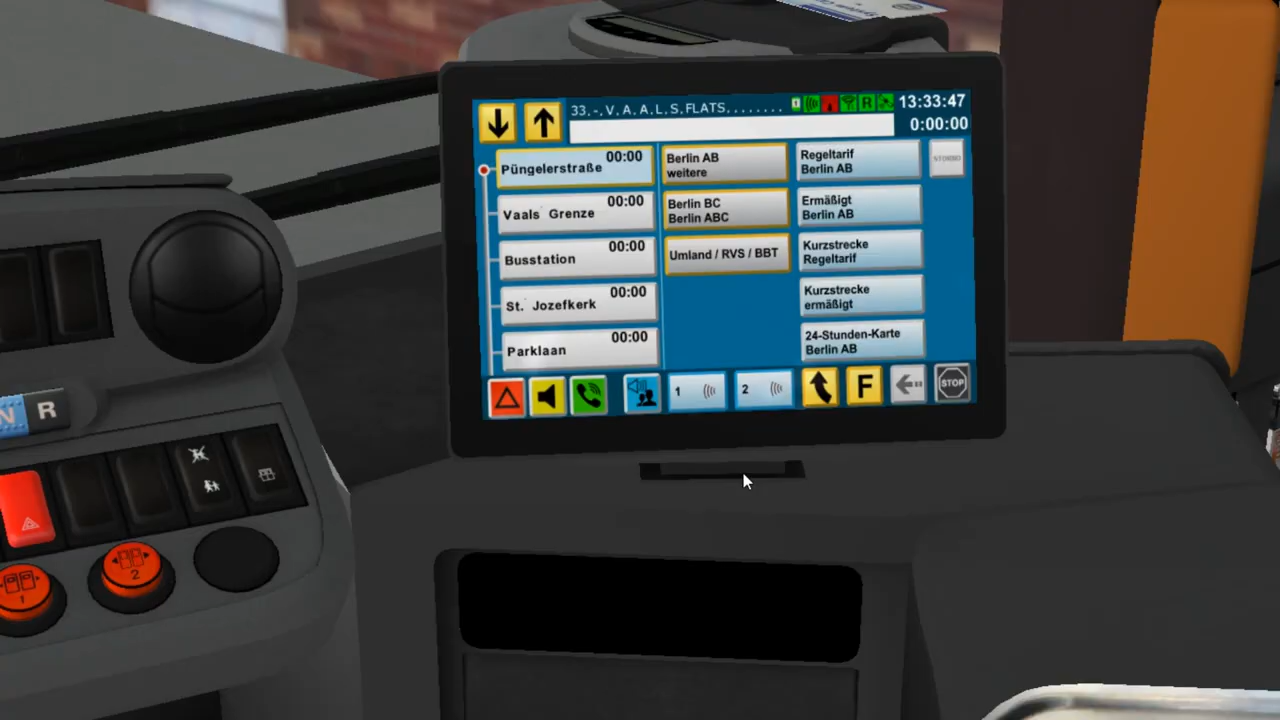 33.-.V.A.A.L.S.FLATS........
R
13:33:47
0:00:00
Püngelerstraße 00:00
Vaals Grenze 00:00
Busstation 00:00
St. Jozefkerk 00:00
Parklaan 00:00
Berlin AB
weitere
Berlin BC
Berlin ABC
Umland / RVS / BBT
Regeltarif
Berlin AB
Ermäßigt
Berlin AB
Kurzstrecke
Regeltarif
Kurzstrecke
ermäßigt
24-Stunden-Karte
Berlin AB
STORNO
1
2
F
STOP
N R
1
2